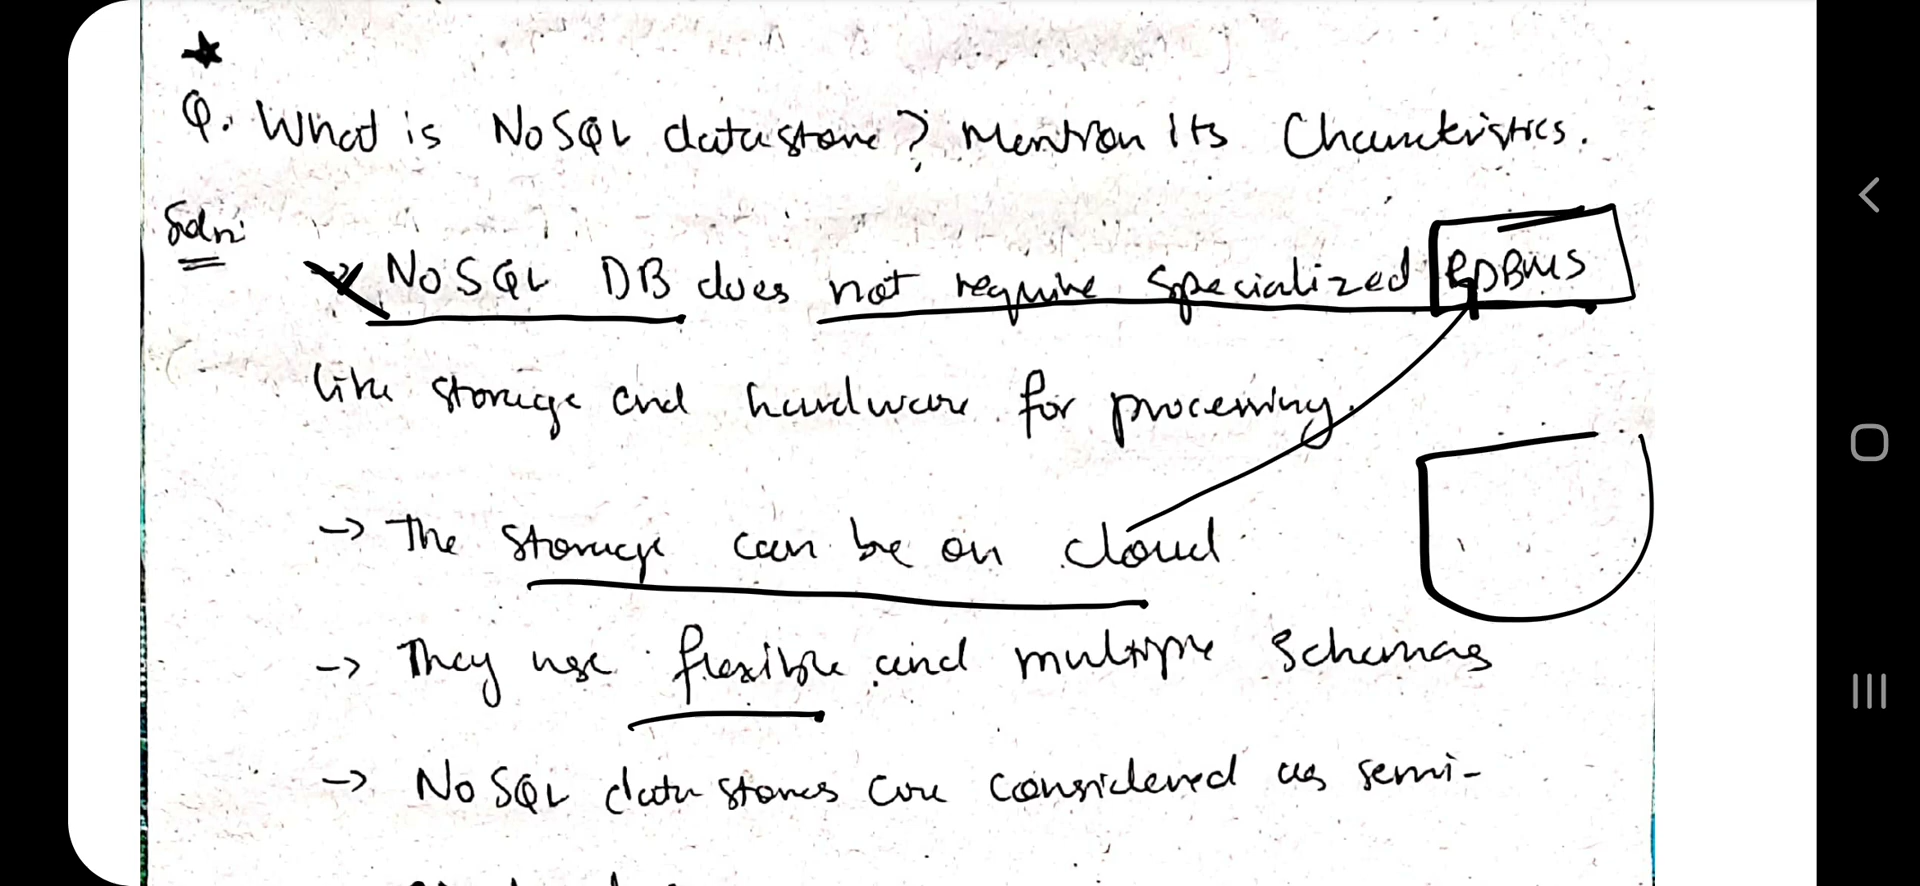 Q. What is NoSQL datastore? Mention its Characteristics.
Soln:
→ NoSQL DB does not require specialized RDBMS
like storage and hardware for processing.
→ The storage can be on cloud
→ They use flexible and multiple Schemas
→ NoSQL data stores are considered as semi-